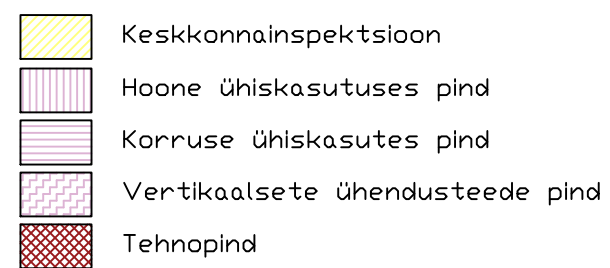 Keskkonnainspektsioon
Hoone ühiskasutuses pind
Korruse ühiskasutes pind
Vertikaalsete ühendusteede pind
Tehnopind